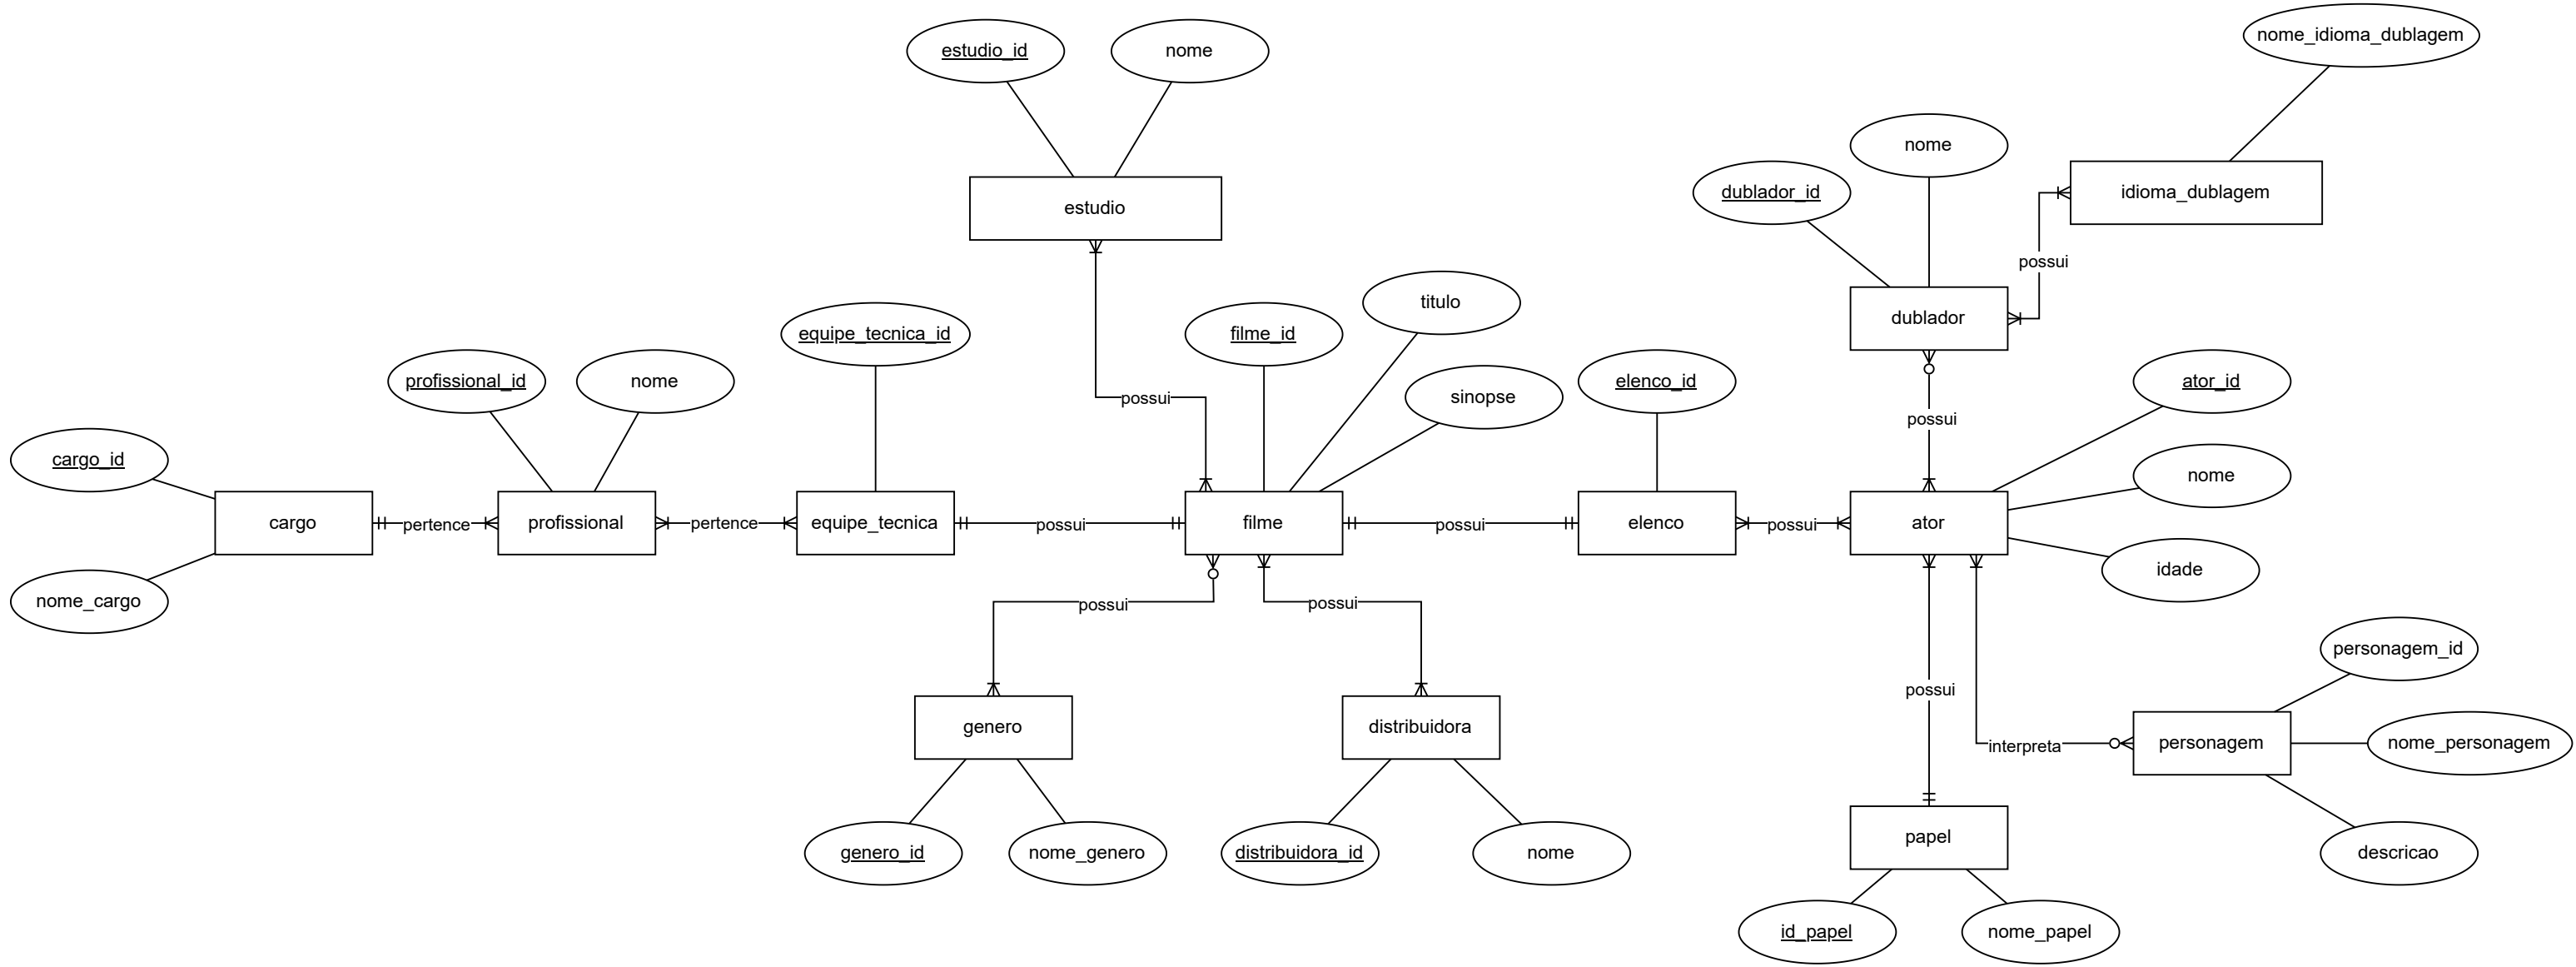 nome_idioma_dublagem
estudio_id
nome
nome
dublador_id
idioma_dublagem
estudio
possui
titulo
dublador
filme_id
equipe_tecnica_id
sinopse
possui
profissional_id
nome
elenco_id
ator_id
possui
cargo_id
nome
cargo
pertence
profissional
pertence
equipe_tecnica
possui
filme
possui
elenco
possui
ator
idade
nome_cargo
possui
possui
personagem_id
possui
genero
distribuidora
interpreta
personagem
nome_personagem
papel
genero_id
nome_genero
distribuidora_id
nome
descricao
id_papel
nome_papel